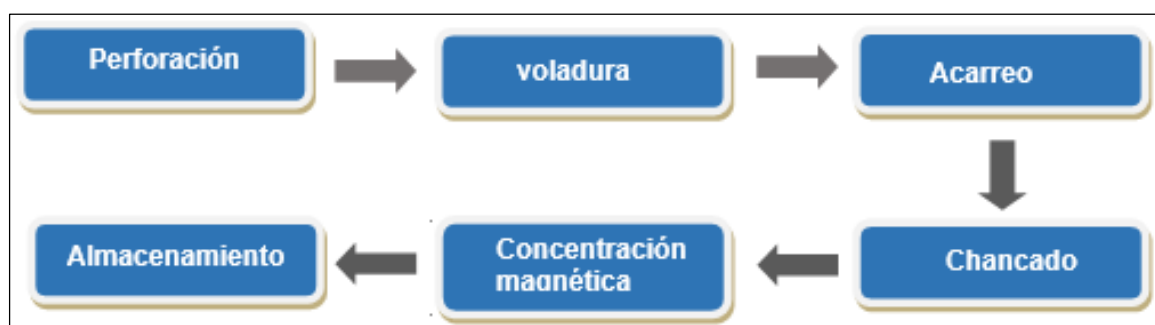 Perforación
voladura
Acarreo
Chancado
Concentración
magnética
Almacenamiento